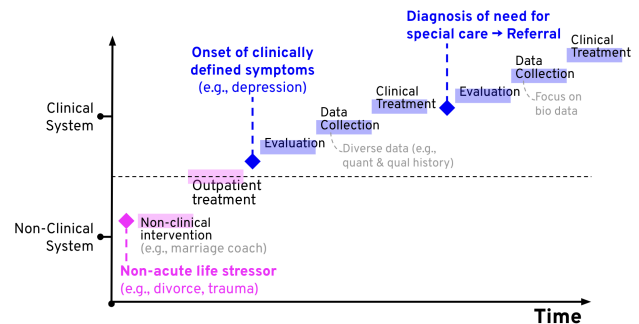 Diagnosis of need for
special care → Referral
Onset of clinically
defined symptoms
(e.g., depression)
Clinical
Treatment
Data
Collection
Evaluation
Focus on
bio data
Clinical
Treatment
Data
Collection
Evaluation
Diverse data (e.g.,
quant & qual history)
Clinical
System
Outpatient
treatment
Non-clinical
intervention
(e.g., marriage coach)
Non-Clinical
System
Non-acute life stressor
(e.g., divorce, trauma)
Time